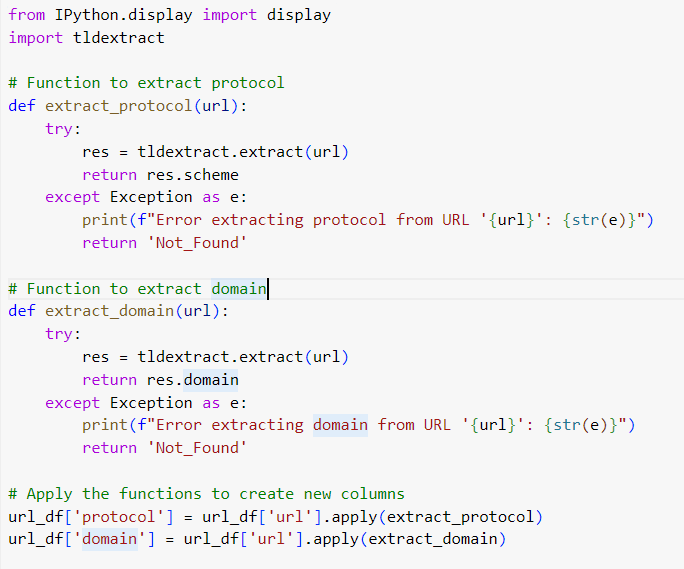 from IPython.display import display
import tldextract

# Function to extract protocol
def extract_protocol(url):
    try:
        res = tldextract.extract(url)
        return res.scheme
    except Exception as e:
        print(f"Error extracting protocol from URL '{url}': {str(e)}")
        return 'Not_Found'

# Function to extract domain
def extract_domain(url):
    try:
        res = tldextract.extract(url)
        return res.domain
    except Exception as e:
        print(f"Error extracting domain from URL '{url}': {str(e)}")
        return 'Not_Found'

# Apply the functions to create new columns
url_df['protocol'] = url_df['url'].apply(extract_protocol)
url_df['domain'] = url_df['url'].apply(extract_domain)